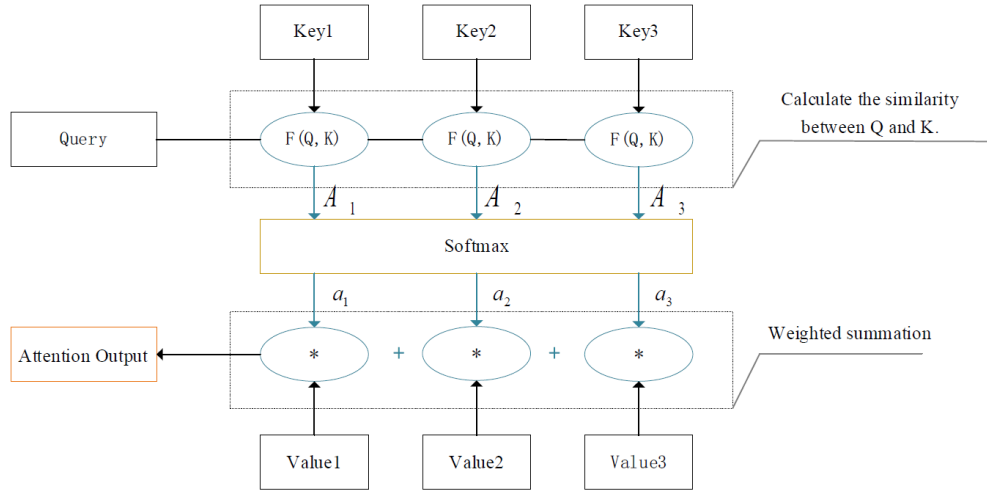 Key1 Key2 Key3
Calculate the similarity
between Q and K.
Query F(Q,K) F(Q,K) F(Q,K)
A 1 A 2 A 3
Softmax
a1 a2 a3
Attention Output * + * + * Weighted summation
Value1 Value2 Value3